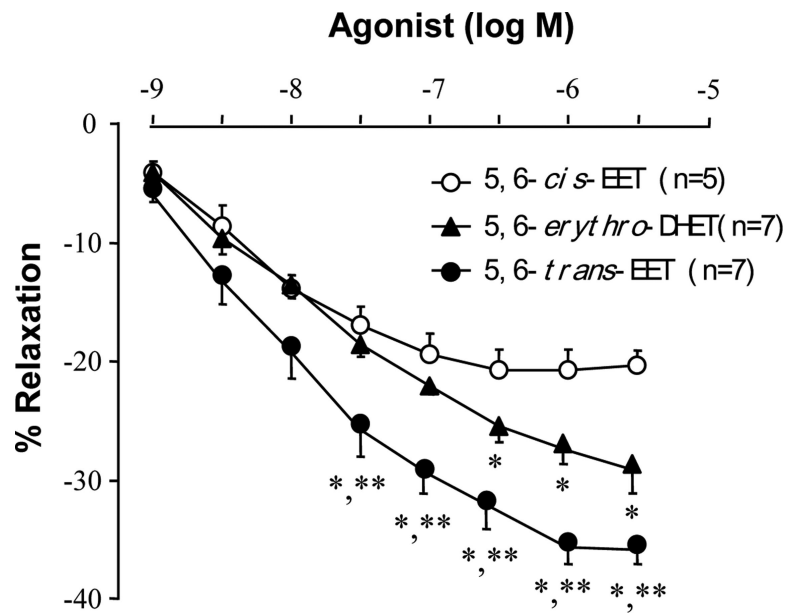 Agonist (log M)
-9 -8 -7 -6 -5
0
-10
-20
-30
-40
% Relaxation
5, 6-cis-EET (n=5)
5, 6-erythro-DHET(n=7)
5, 6-trans-EET (n=7)
* * *
*,** *,** *,** *,** *,**